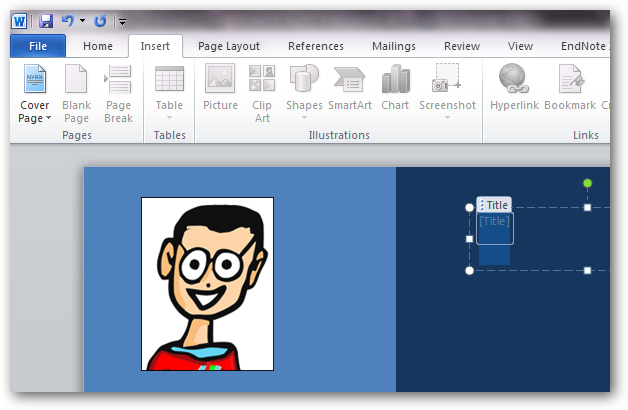 W
File Home Insert Page Layout References Mailings Review View EndNote
Cover Page Blank Page Page Break Table Picture Clip Art Shapes SmartArt Chart Screenshot Hyperlink Bookmark
Pages Tables Illustrations Links
Title
[Title]